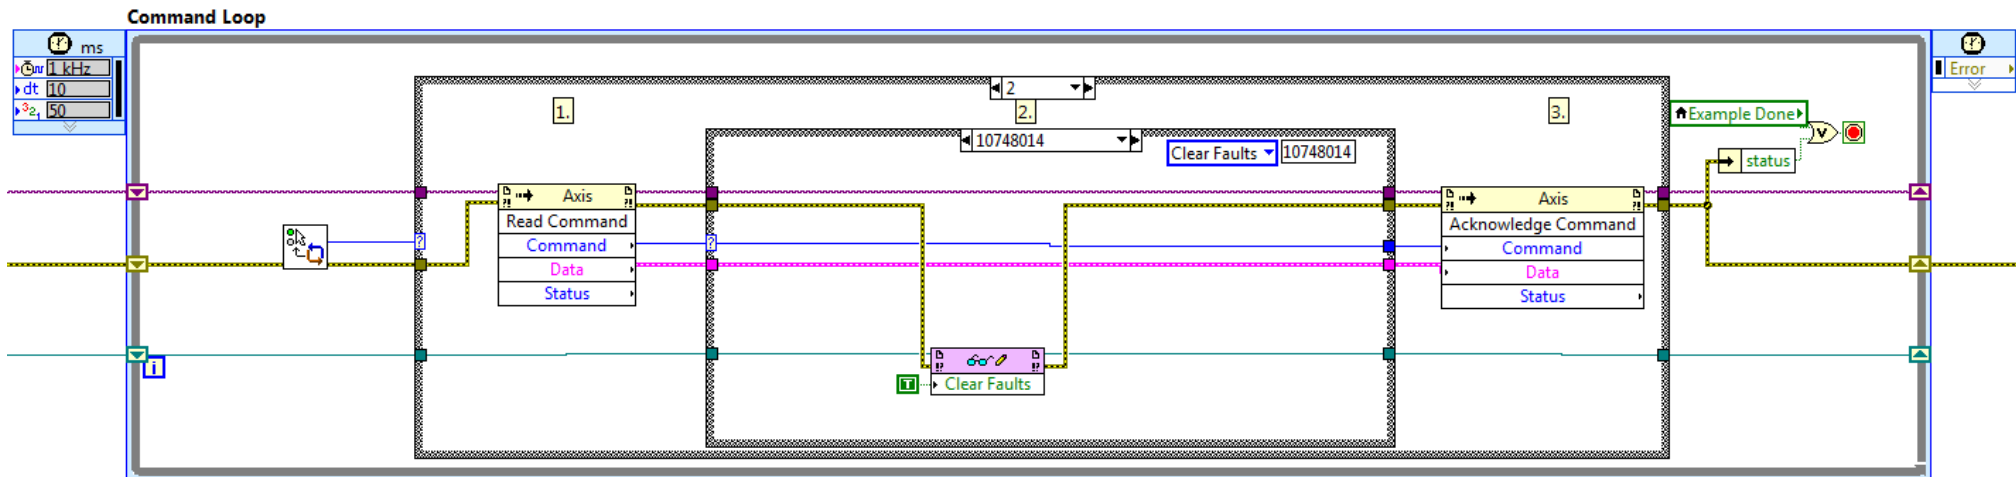 Command Loop
ms
1 kHz
dt 10
321 50
Error
2
1.
2.
3.
10748014
Clear Faults 10748014
Example Done
V
status
Axis
Read Command
Command
Data
Status
Axis
Acknowledge Command
Command
Data
Status
?
?
i
T
Clear Faults